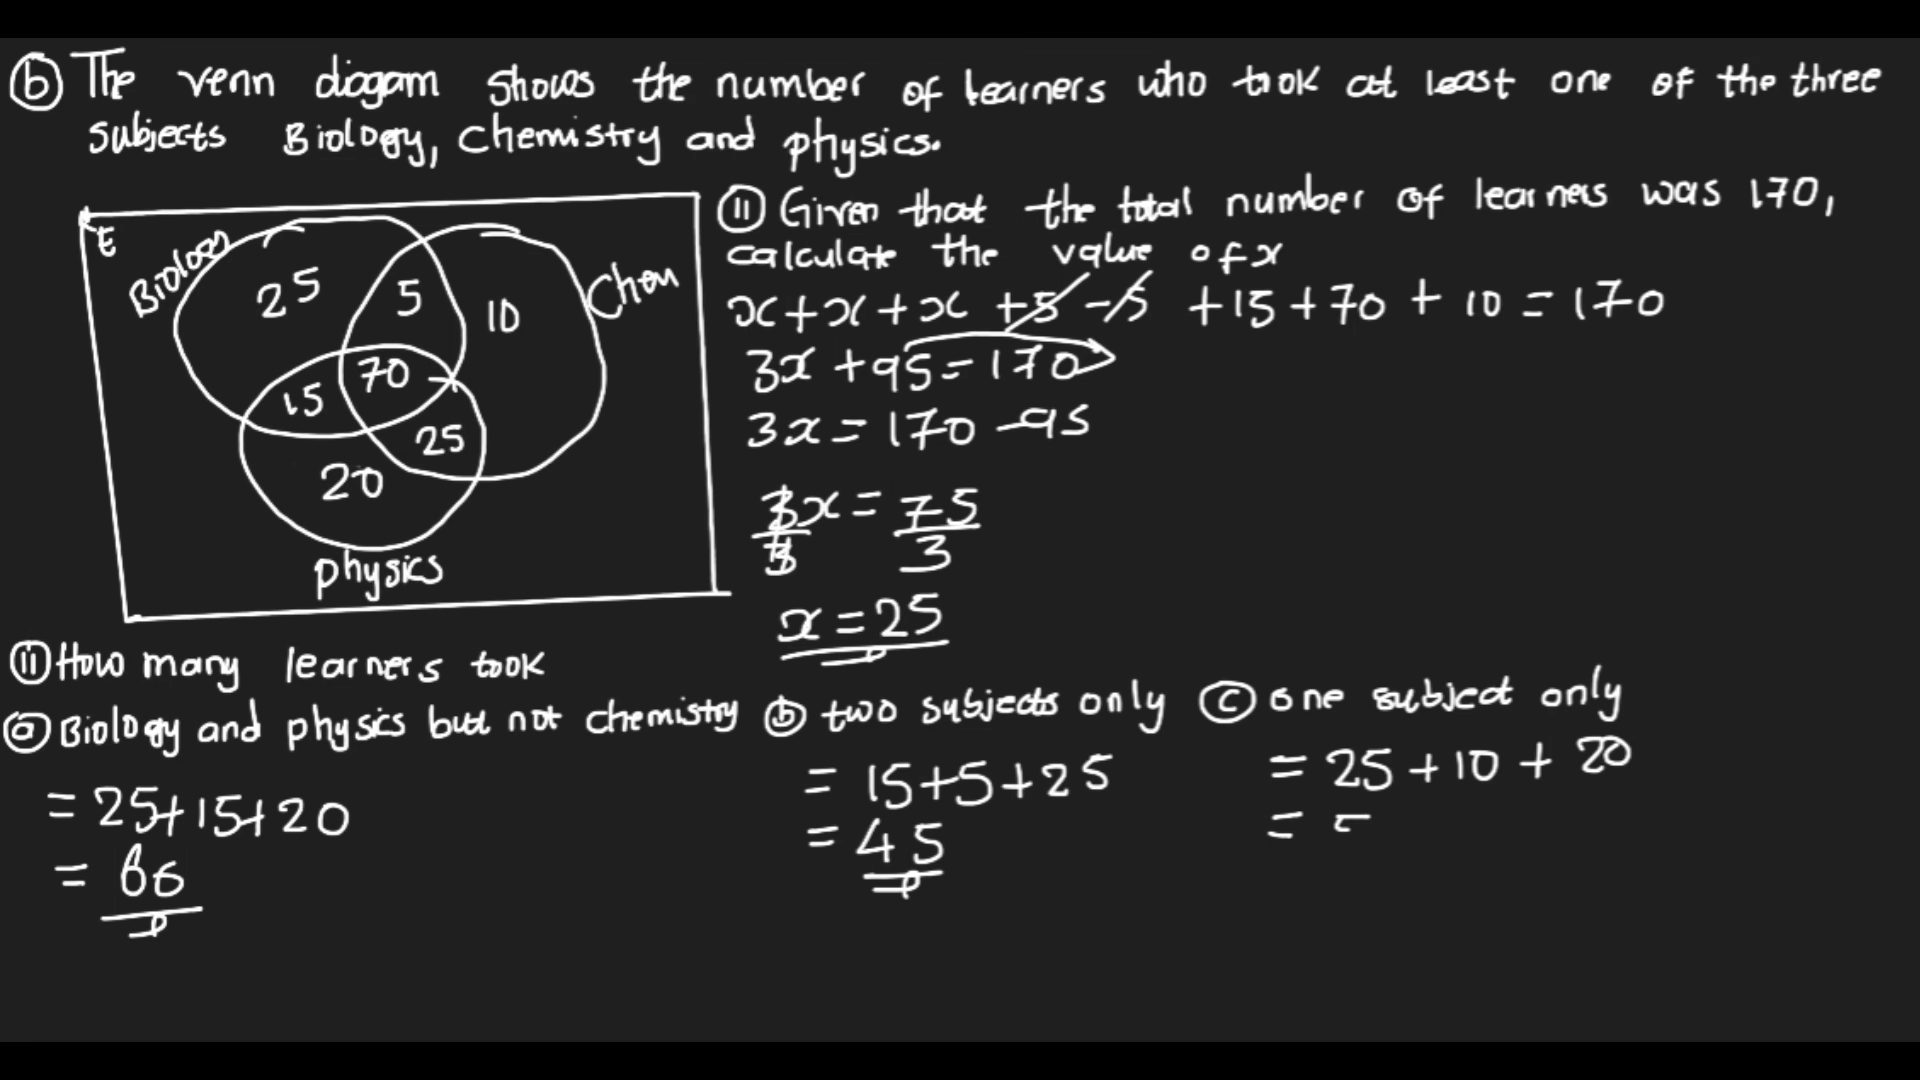 b The venn diagam shows the number of learners who took at least one of the three
subjects Biology, chemistry and physics.
E
Biology
25
5
10
Chem
15
70
25
20
physics
ii Given that the total number of learners was 170,
calculate the value of x
x + x + x + 5 - 5 + 15 + 70 + 10 = 170
3x + 95 = 170
3x = 170 - 95
3x = 75
3 3
x = 25
ii How many learners took
a Biology and physics but not chemistry
= 25 + 15 + 20
= 66
b two subjects only
= 15 + 5 + 25
= 45
c one subject only
= 25 + 10 + 20
=